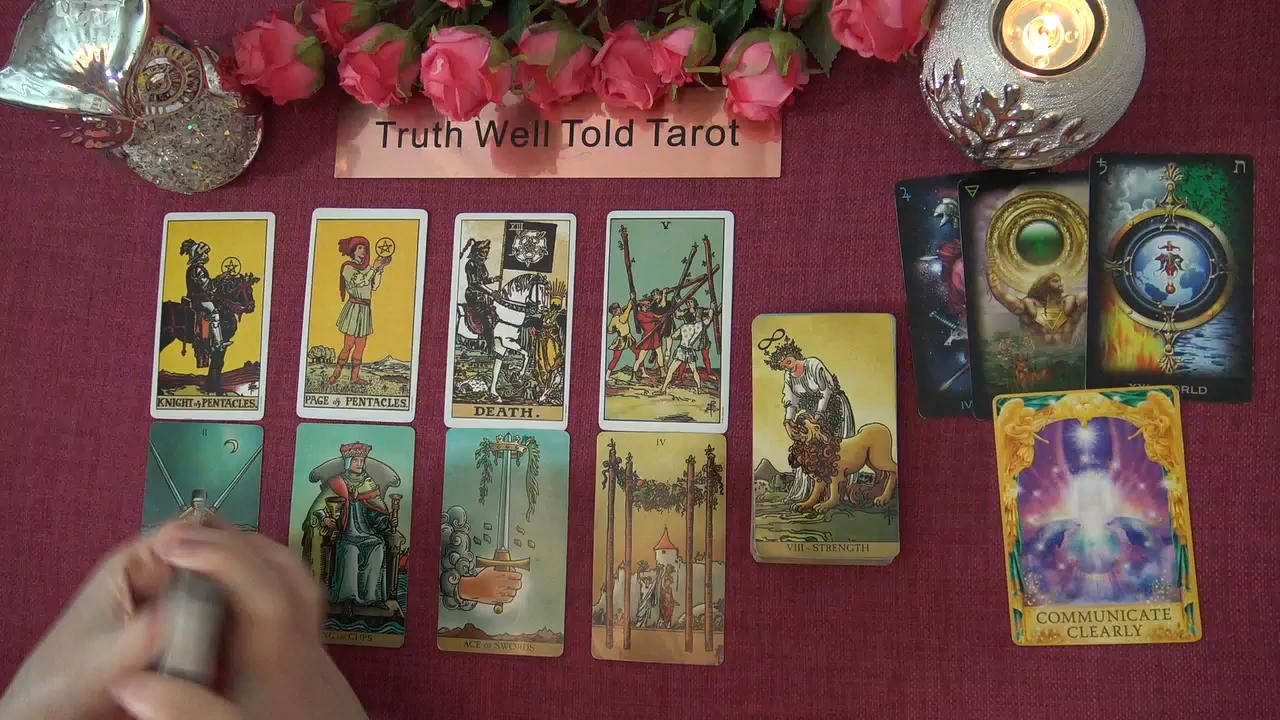 Truth Well Told Tarot
KNIGHT of PENTACLES.
PAGE of PENTACLES.
XIII
DEATH.
V
II
ACE OF SWORDS
IV
VIII - STRENGTH
IV
COMMUNICATE
CLEARLY